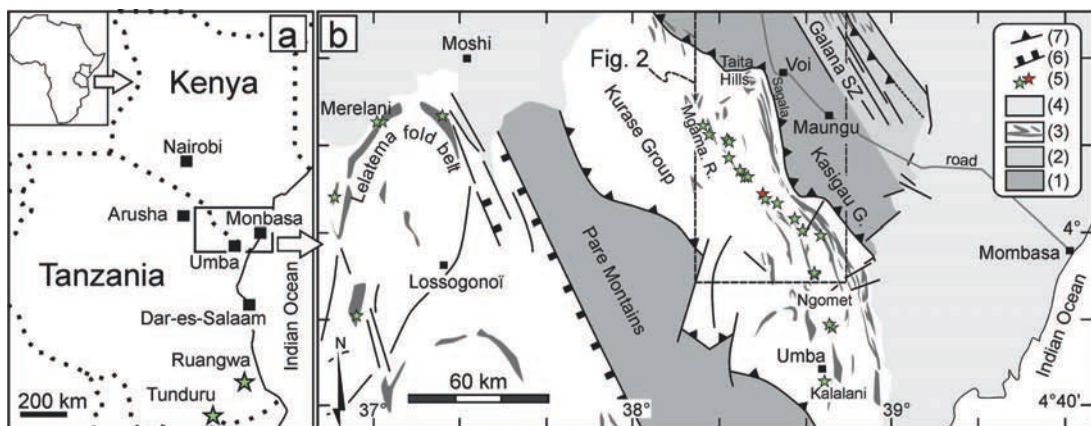 a
Kenya
Nairobi
Arusha
Monbasa
Umba
Tanzania
Dar-es-Salaam
Indian Ocean
Ruangwa
Tunduru
200 km
b
Moshi
Fig. 2
Taita
Hills
Voi
Galana SZ
Sagala
Merelani
Lelatema fold belt
Kurase Group
Mgama. R.
Maungu
Kasigau G.
road
4°
Mombasa
Pare Montains
Lossogonoï
Ngomet
Indian Ocean
N
Umba
60 km
Kalalani
37°
38°
39°
4°40'
(7)
(6)
(5)
(4)
(3)
(2)
(1)